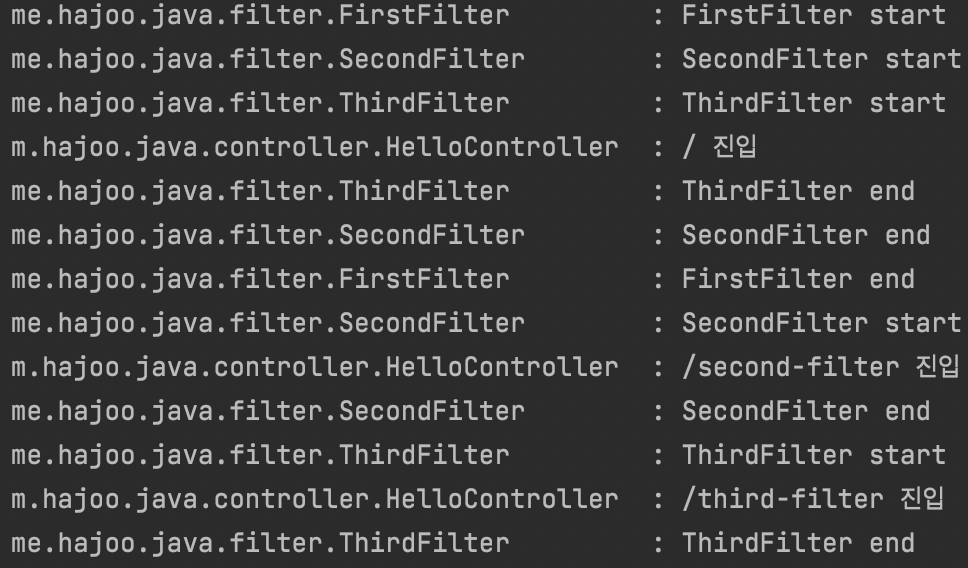 me.hajoo.java.filter.FirstFilter : FirstFilter start
me.hajoo.java.filter.SecondFilter : SecondFilter start
me.hajoo.java.filter.ThirdFilter : ThirdFilter start
m.hajoo.java.controller.HelloController : / 진입
me.hajoo.java.filter.ThirdFilter : ThirdFilter end
me.hajoo.java.filter.SecondFilter : SecondFilter end
me.hajoo.java.filter.FirstFilter : FirstFilter end
me.hajoo.java.filter.SecondFilter : SecondFilter start
m.hajoo.java.controller.HelloController : /second-filter 진입
me.hajoo.java.filter.SecondFilter : SecondFilter end
me.hajoo.java.filter.ThirdFilter : ThirdFilter start
m.hajoo.java.controller.HelloController : /third-filter 진입
me.hajoo.java.filter.ThirdFilter : ThirdFilter end